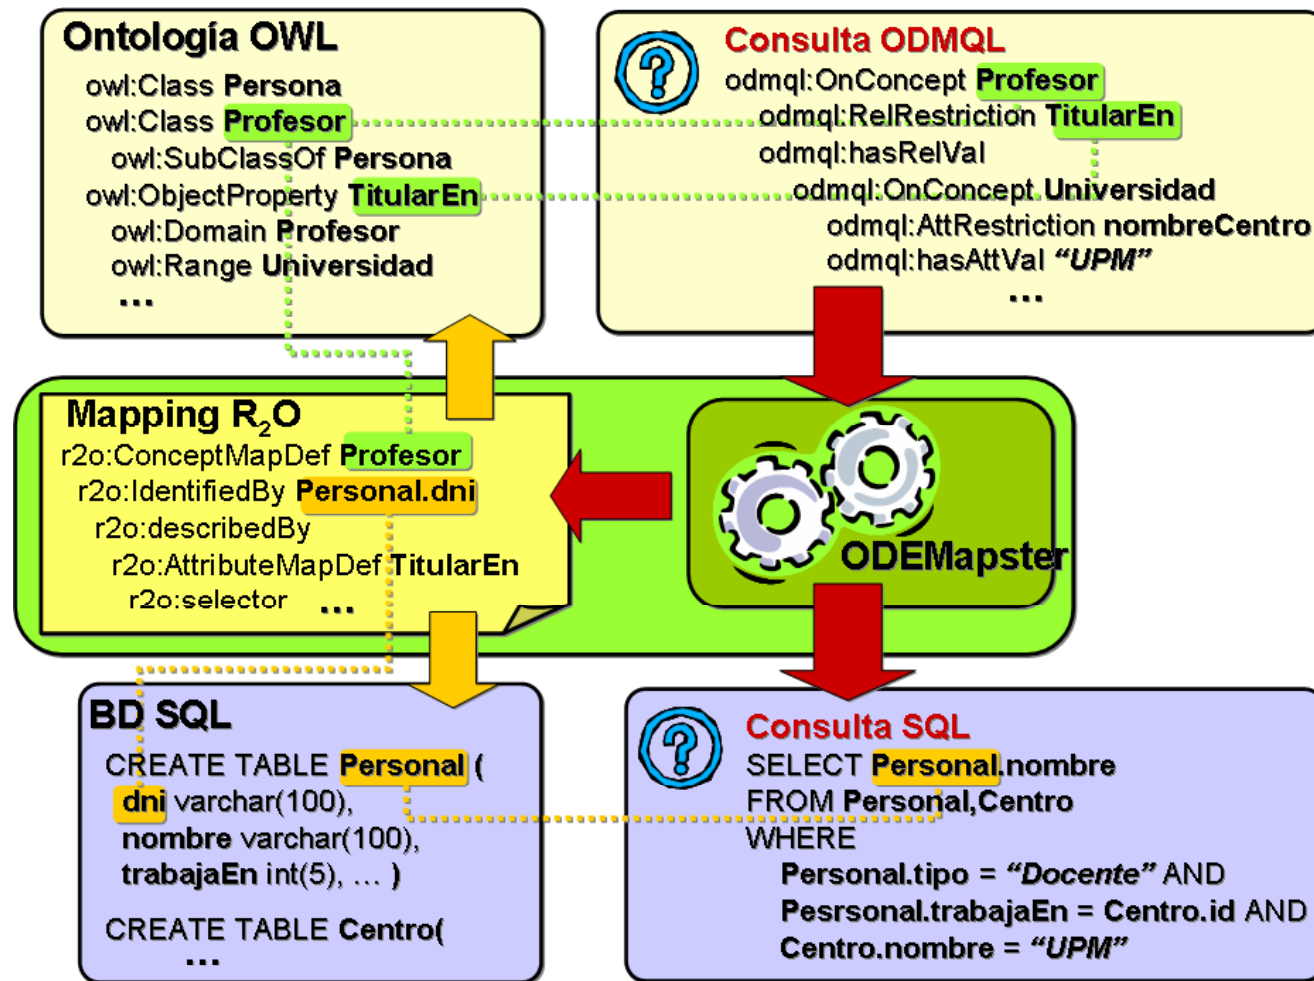 Ontología OWL
owl:Class Persona
owl:Class Profesor
owl:SubClassOf Persona
owl:ObjectProperty TitularEn
owl:Domain Profesor
owl:Range Universidad
...
Consulta ODMQL
odmql:OnConcept Profesor
odmql:RelRestriction TitularEn
odmql:hasRelVal
odmql:OnConcept Universidad
odmql:AttRestriction nombreCentro
odmql:hasAttVal “UPM”
...
Mapping R2O
r2o:ConceptMapDef Profesor
r2o:IdentifiedBy Personal.dni
r2o:describedBy
r2o:AttributeMapDef TitularEn
r2o:selector ...
ODEMapster
BD SQL
CREATE TABLE Personal (
dni varchar(100),
nombre varchar(100),
trabajaEn int(5), ... )
CREATE TABLE Centro(
...
Consulta SQL
SELECT Personal.nombre
FROM Personal,Centro
WHERE
Personal.tipo = “Docente” AND
Pesrsonal.trabajaEn = Centro.id AND
Centro.nombre = “UPM”